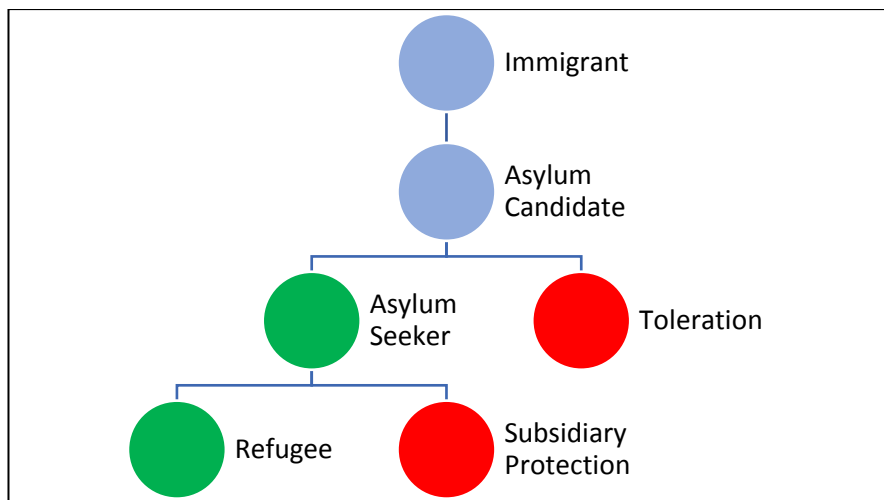 Immigrant
Asylum
Candidate
Asylum
Seeker
Toleration
Refugee
Subsidiary
Protection